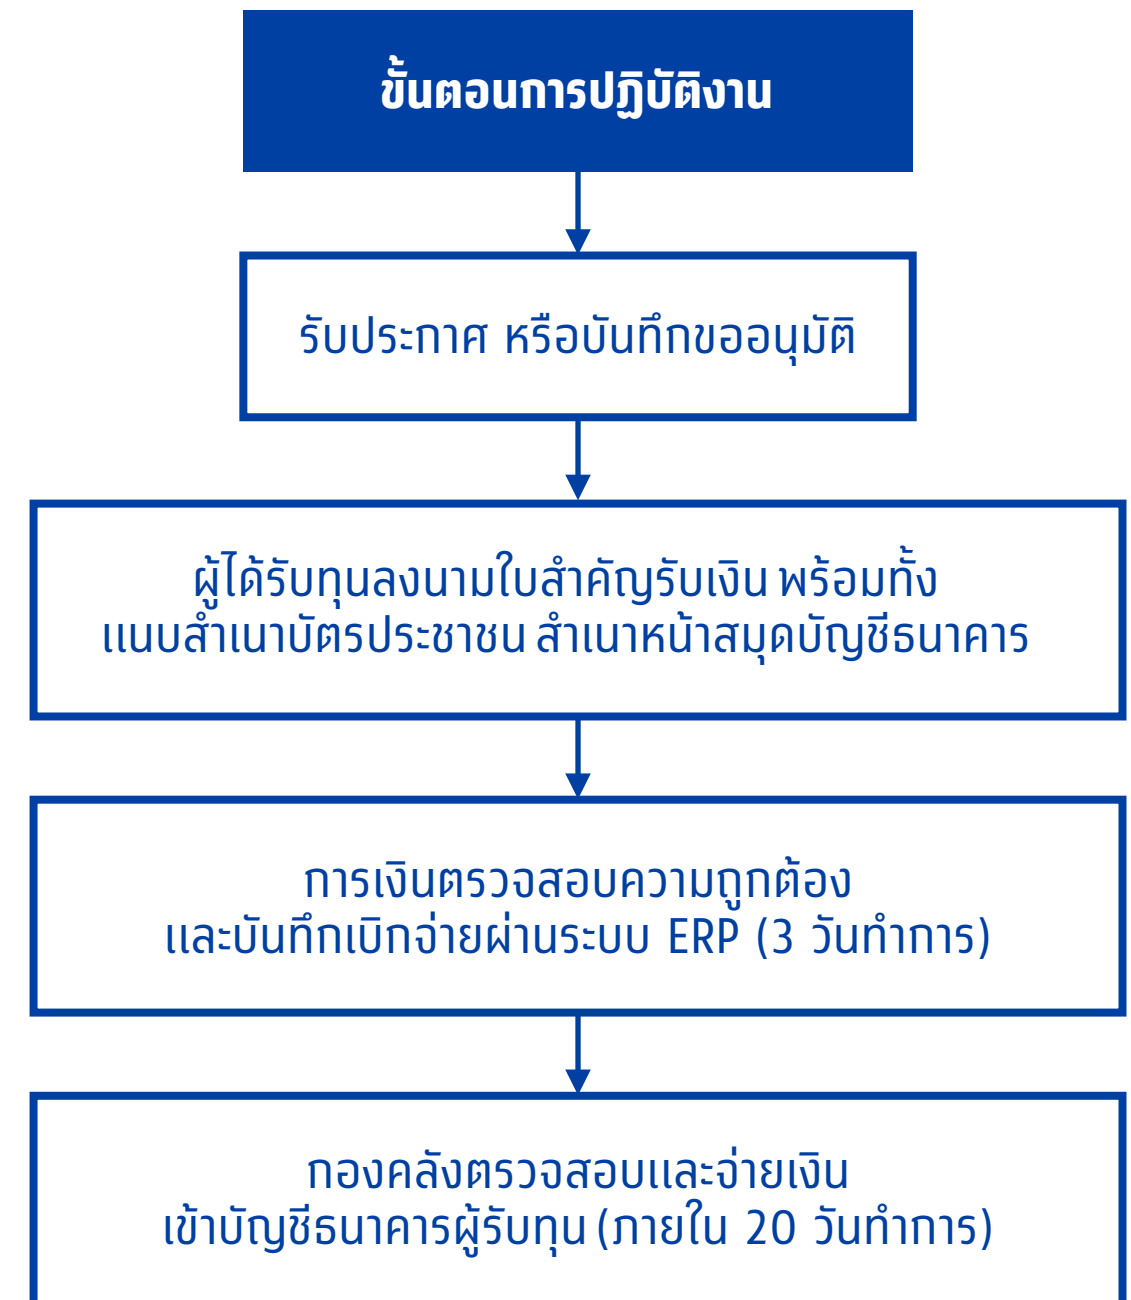 ขั้นตอนการปฏิบัติงาน
รับประกาศ หรือบันทึกขออนุมัติ
ผู้ได้รับทุนลงนามใบสำคัญรับเงิน พร้อมทั้ง
แนบสำเนาบัตรประชาชน สำเนาหน้าสมุดบัญชีธนาคาร
การเงินตรวจสอบความถูกต้อง
และบันทึกเบิกจ่ายผ่านระบบ ERP (3 วันทำการ)
กองคลังตรวจสอบและจ่ายเงิน
เข้าบัญชีธนาคารผู้รับทุน (ภายใน 20 วันทำการ)